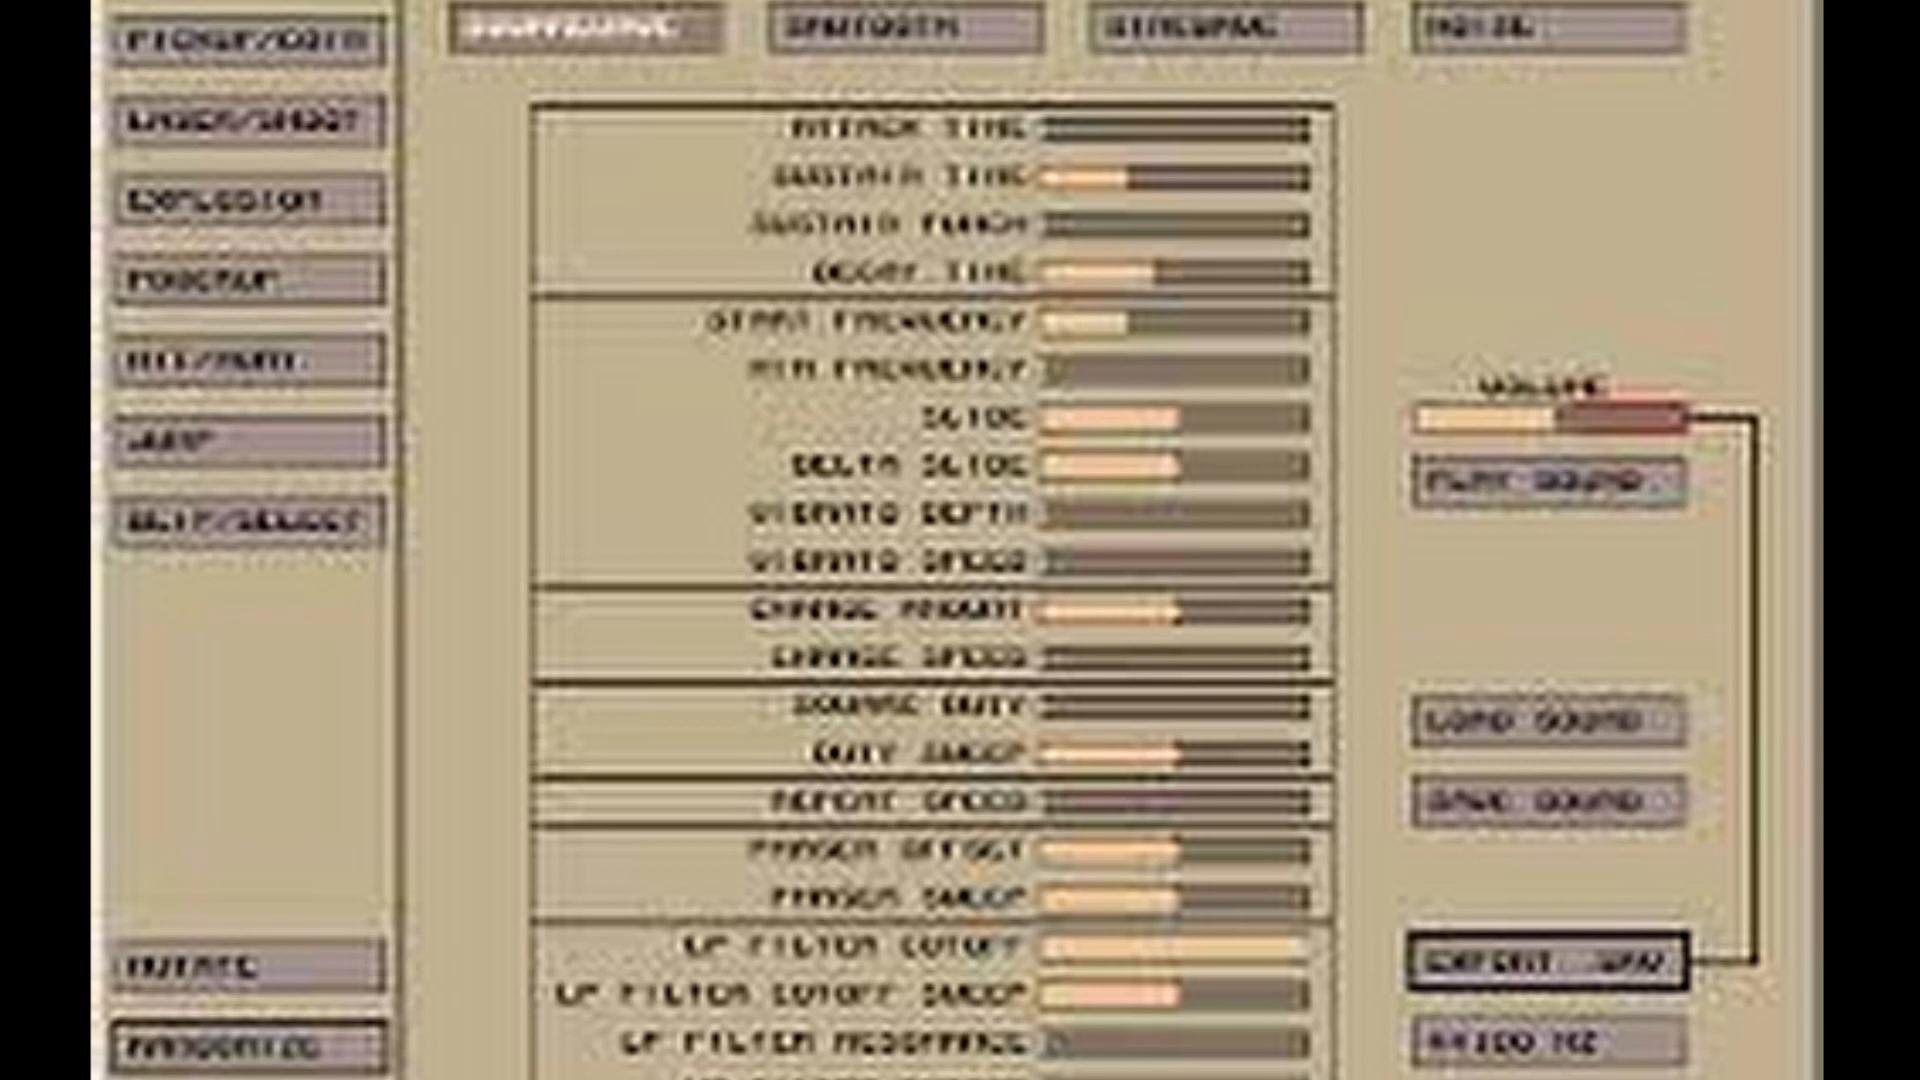 PICKUP/COIN
LASER/SHOOT
EXPLOSION
POWERUP
HIT/HURT
JUMP
BLIP/SELECT
MUTATE
RANDOMIZE
SQUAREWAVE
SAWTOOTH
SINEWAVE
NOISE
ATTACK TIME
SUSTAIN TIME
SUSTAIN PUNCH
DECAY TIME
START FREQUENCY
MIN FREQUENCY
SLIDE
DELTA SLIDE
VIBRATO DEPTH
VIBRATO SPEED
CHANGE AMOUNT
CHANGE SPEED
SQUARE DUTY
DUTY SWEEP
REPEAT SPEED
PHASER OFFSET
PHASER SWEEP
LP FILTER CUTOFF
LP FILTER CUTOFF SWEEP
LP FILTER RESONANCE
VOLUME
PLAY SOUND
LOAD SOUND
SAVE SOUND
EXPORT .WAV
44100 HZ